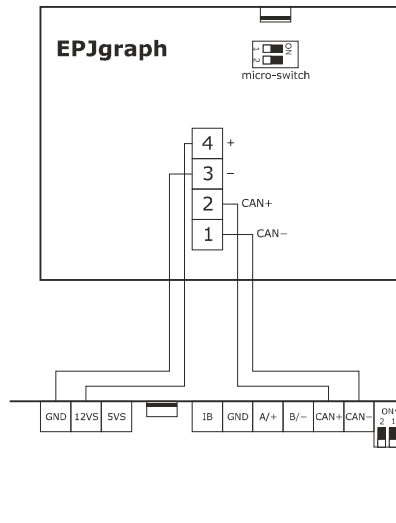 EPJgraph
ON
1
2
micro-switch
4 +
3 −
2 CAN+
1 CAN−
GND 12VS 5VS IB GND A/+ B/− CAN+ CAN−
ON
2 1